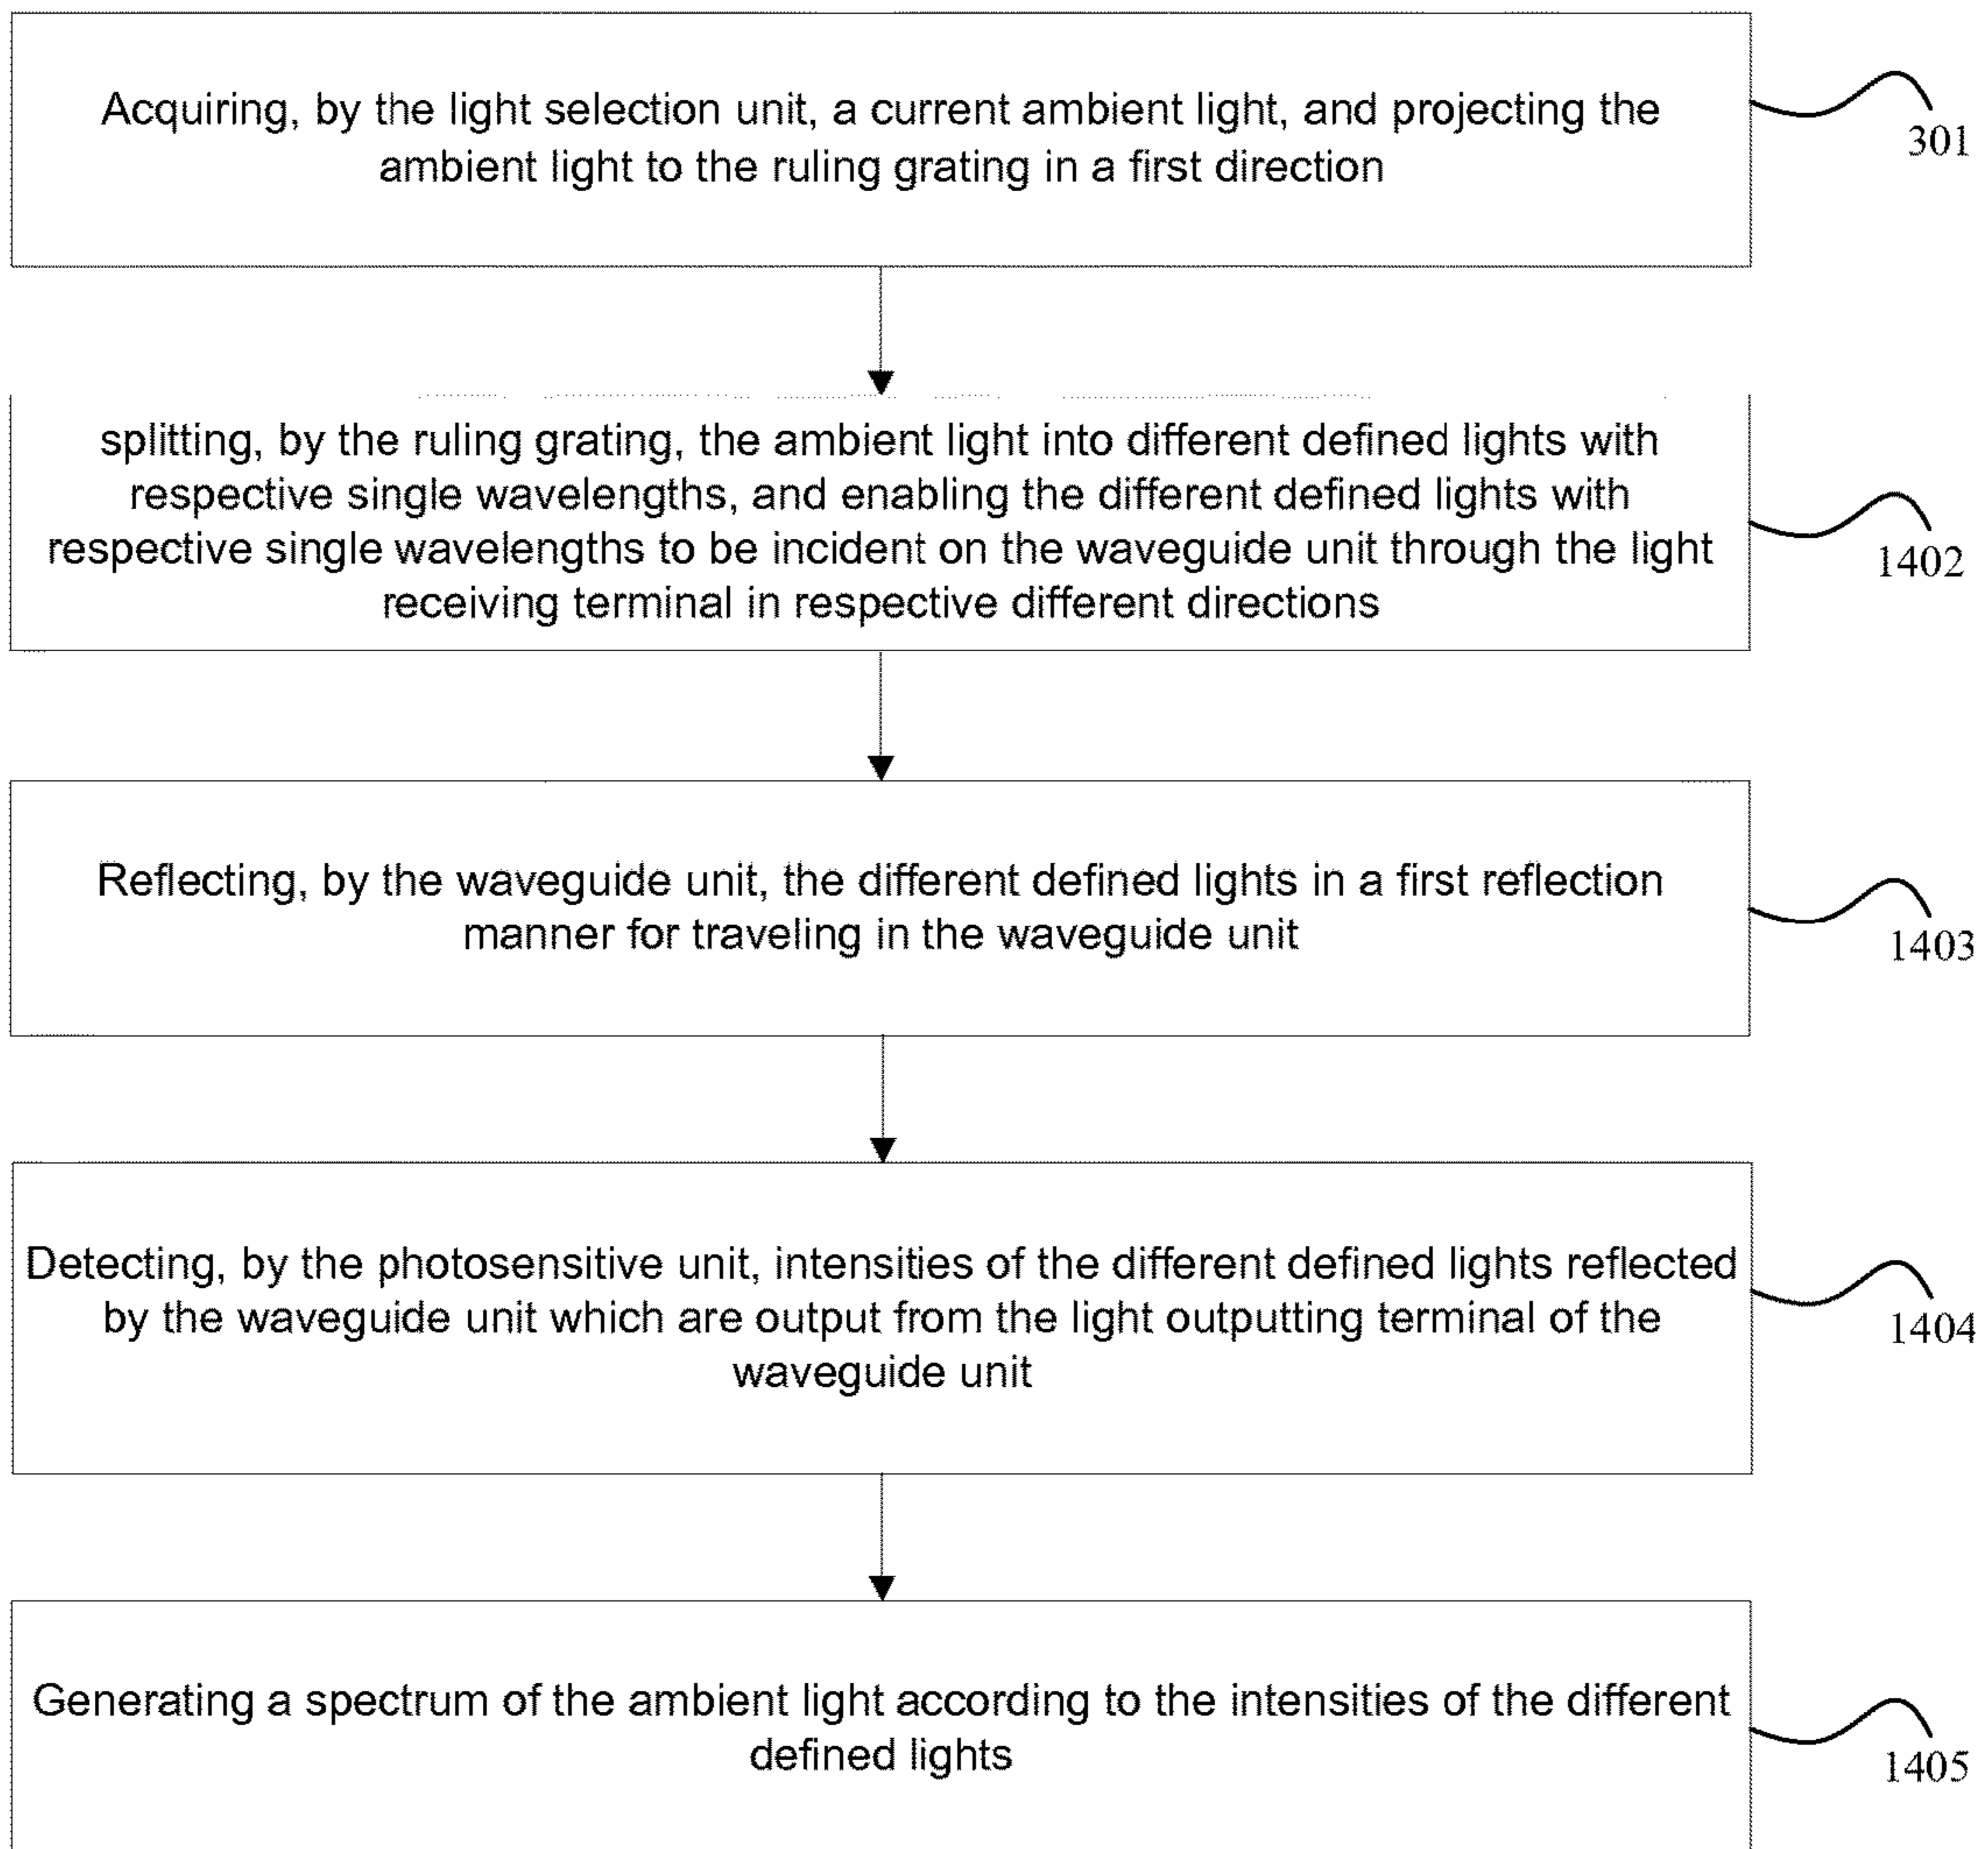 Acquiring, by the light selection unit, a current ambient light, and projecting the
ambient light to the ruling grating in a first direction
301
splitting, by the ruling grating, the ambient light into different defined lights with
respective single wavelengths, and enabling the different defined lights with
respective single wavelengths to be incident on the waveguide unit through the light
receiving terminal in respective different directions
1402
Reflecting, by the waveguide unit, the different defined lights in a first reflection
manner for traveling in the waveguide unit
1403
Detecting, by the photosensitive unit, intensities of the different defined lights reflected
by the waveguide unit which are output from the light outputting terminal of the
waveguide unit
1404
Generating a spectrum of the ambient light according to the intensities of the different
defined lights
1405